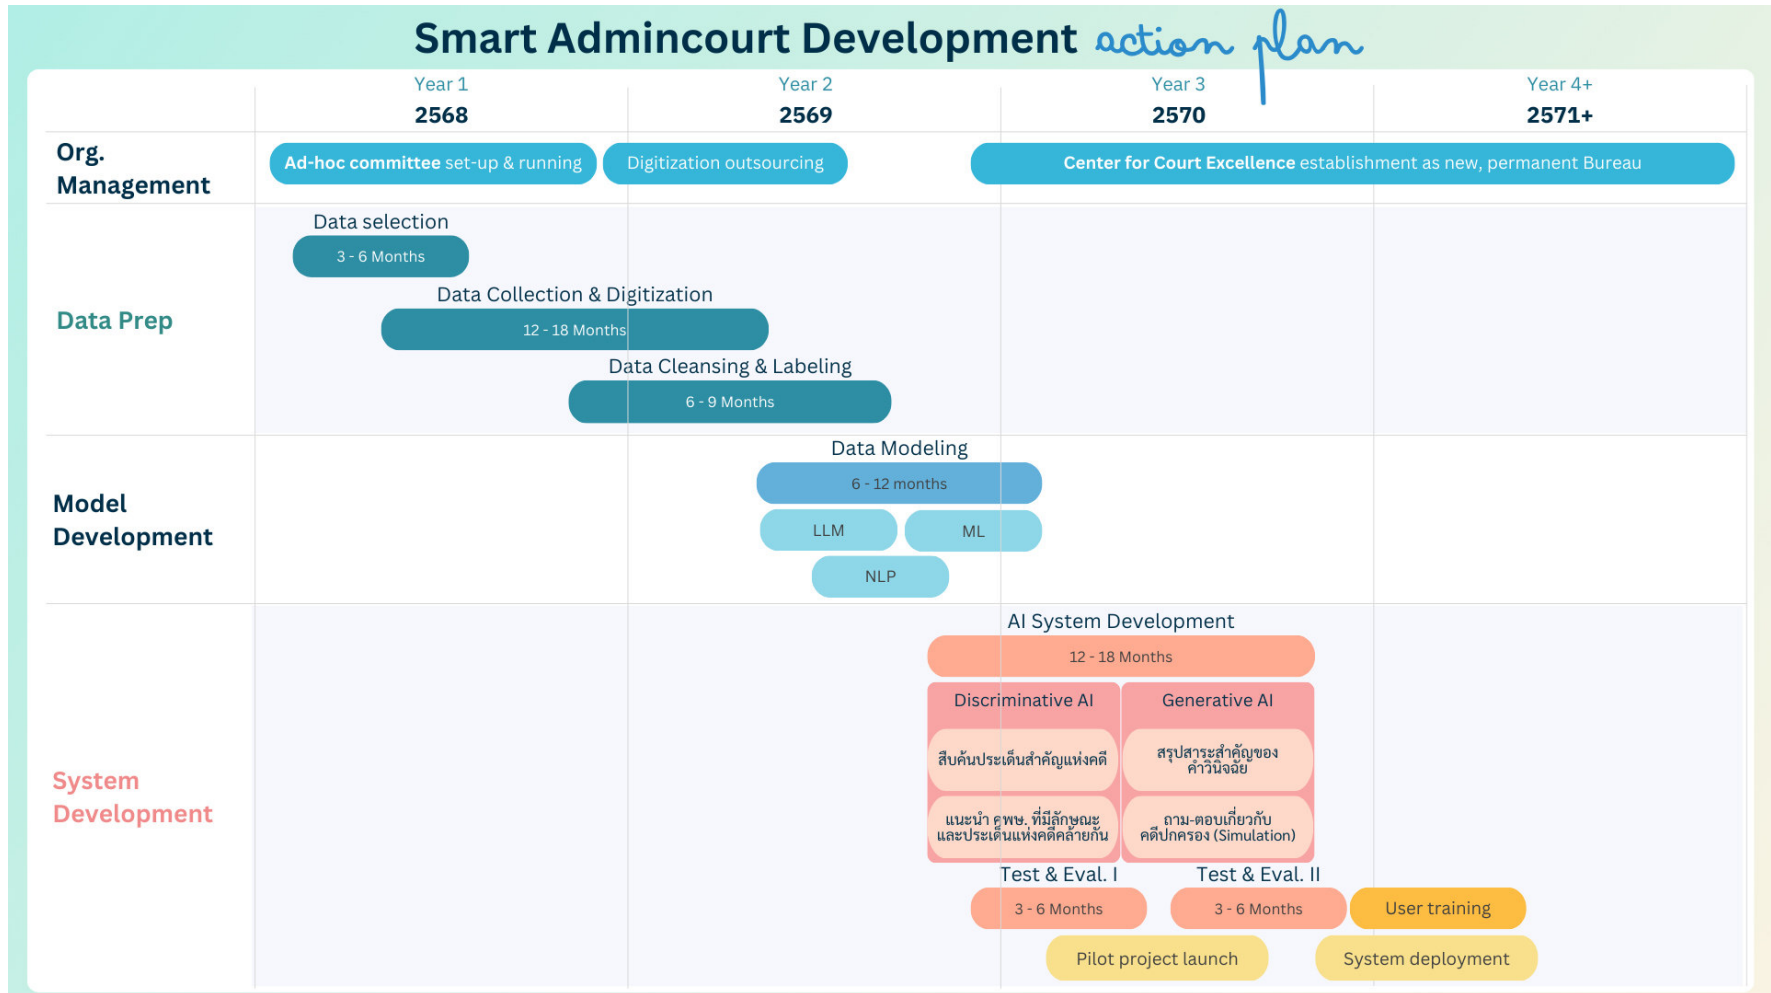 Smart Admincourt Development action plan
Year 1
2568
Year 2
2569
Year 3
2570
Year 4+
2571+
Org.
Management
Ad-hoc committee set-up & running
Digitization outsourcing
Center for Court Excellence establishment as new, permanent Bureau
Data Prep
Data selection
3 - 6 Months
Data Collection & Digitization
12 - 18 Months
Data Cleansing & Labeling
6 - 9 Months
Model
Development
Data Modeling
6 - 12 months
LLM
ML
NLP
System
Development
AI System Development
12 - 18 Months
Discriminative AI
Generative AI
สืบค้นประเด็นสำคัญแห่งคดี
สรุปสาระสำคัญของ
คำวินิจฉัย
แนะนำ คพษ. ที่มีลักษณะ
และประเด็นแห่งคดีคล้ายกัน
ถาม-ตอบเกี่ยวกับ
คดีปกครอง (Simulation)
Test & Eval. I
3 - 6 Months
Test & Eval. II
3 - 6 Months
User training
Pilot project launch
System deployment